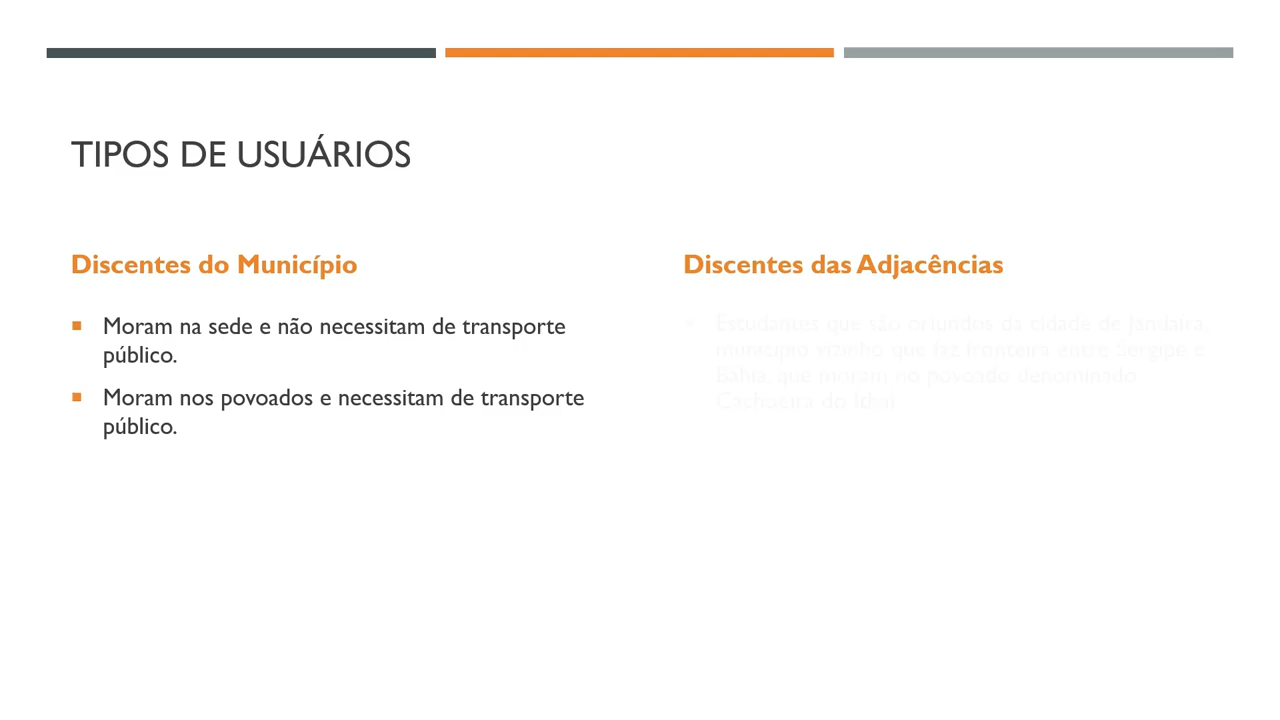 TIPOS DE USUÁRIOS
Discentes do Município
Moram na sede e não necessitam de transporte
público.
Moram nos povoados e necessitam de transporte
público.
Discentes das Adjacências
Estudantes que são oriundos da cidade de Jandaíra,
município vizinho que faz fronteira entre Sergipe e
Bahia, que moram no povoado denominado
Cachoeira do